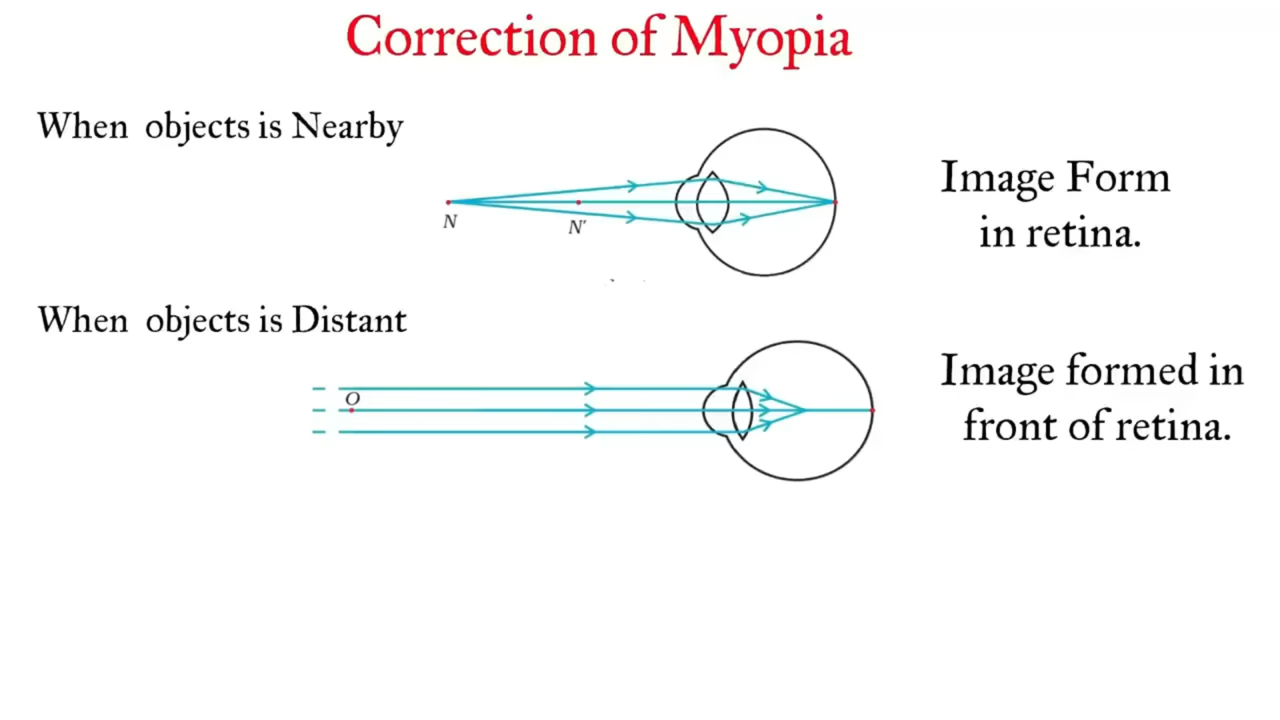 Correction of Myopia
When objects is Nearby
Image Form
in retina.
N
N'
When objects is Distant
Image formed in
front of retina.
O